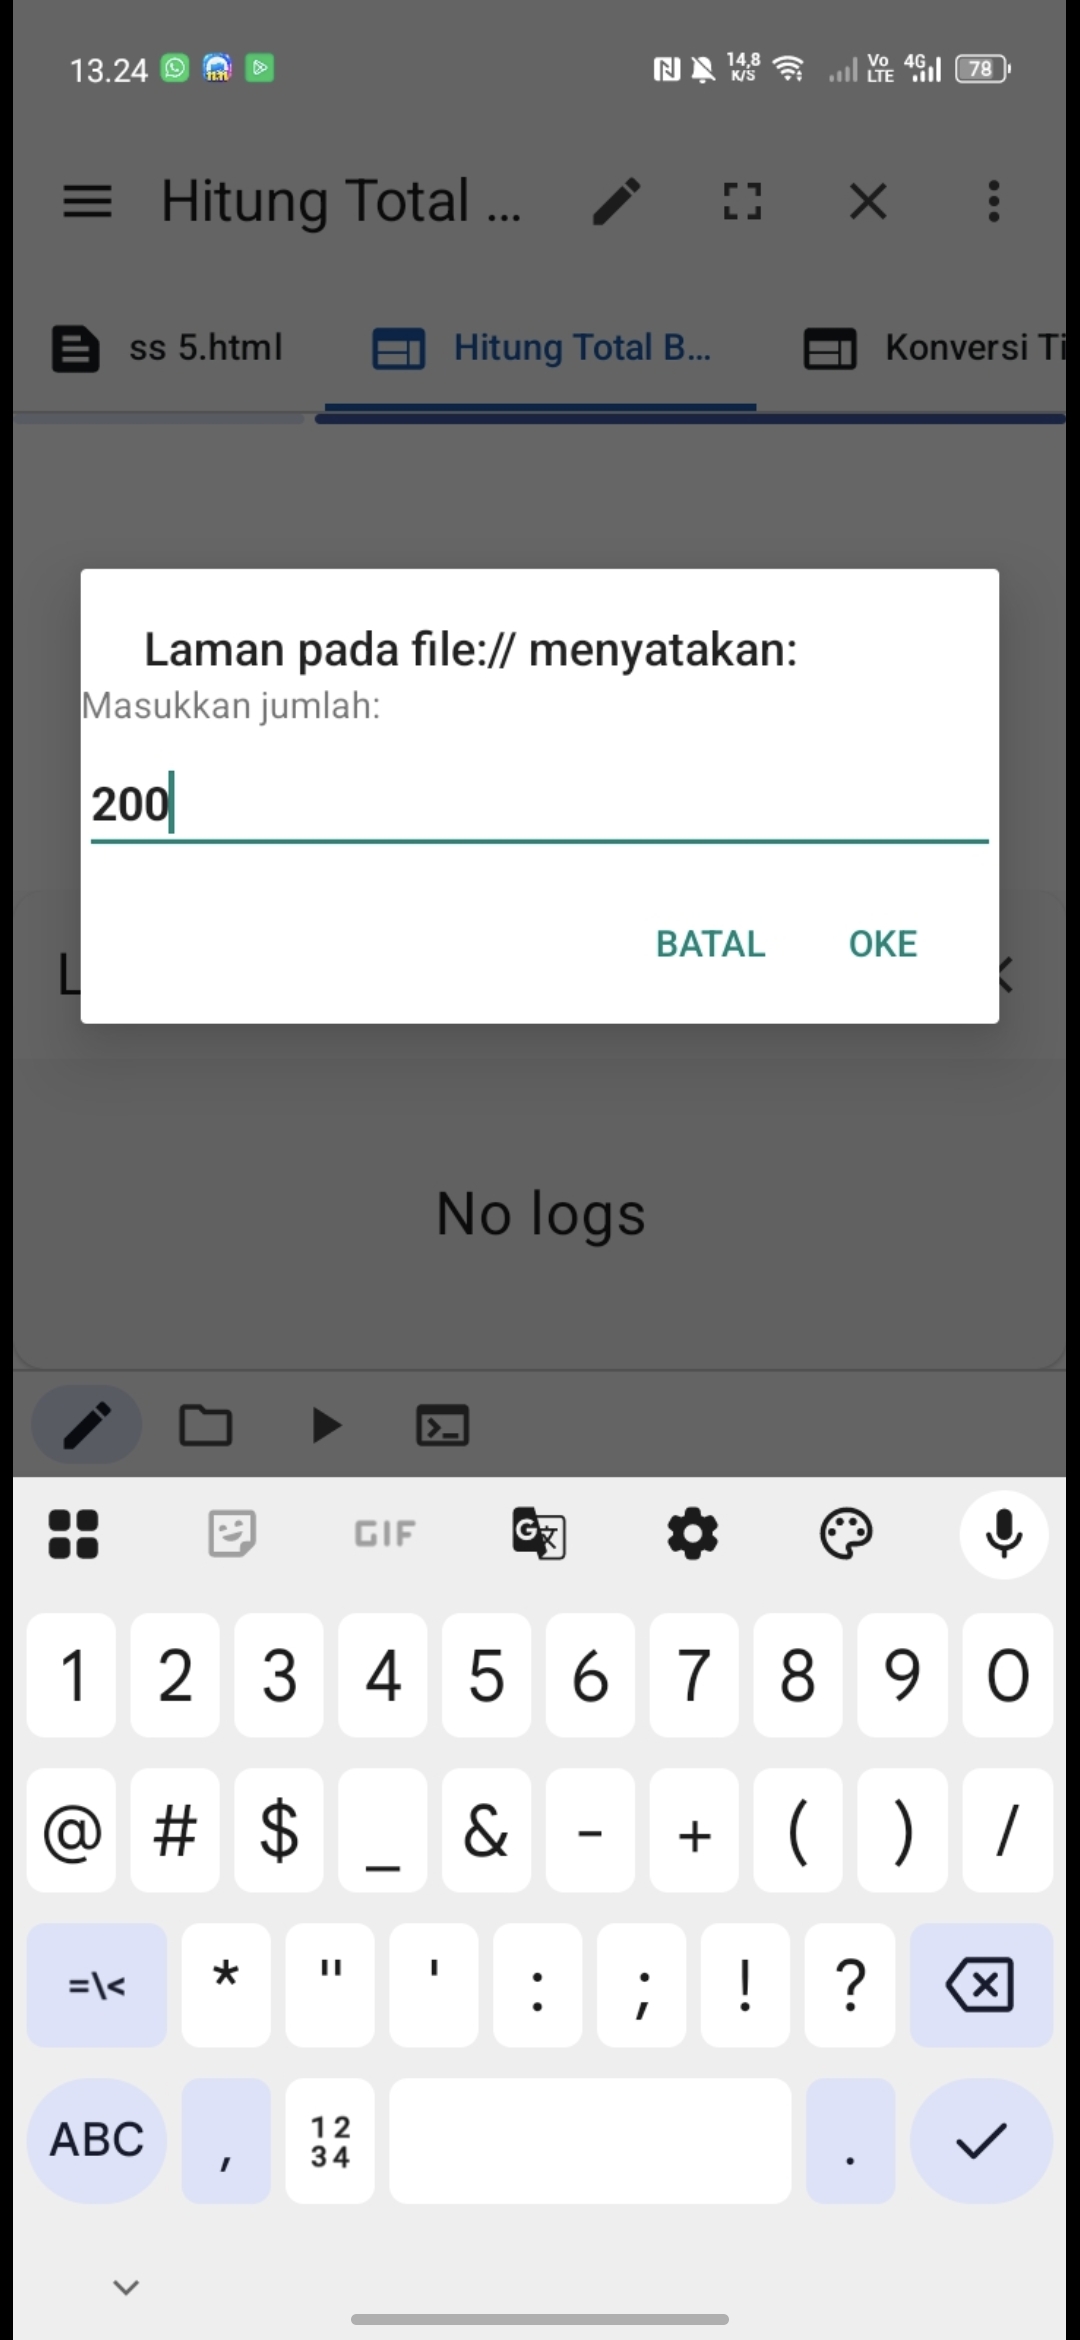 13.24
14,8 K/S
Vo LTE
4G
78
Hitung Total ...
ss 5.html
Hitung Total B...
Konversi Ti
Laman pada file:// menyatakan:
Masukkan jumlah:
200
BATAL
OKE
L
No logs
GIF
1 2 3 4 5 6 7 8 9 0
@ # $ _ & - + ( ) /
=\< * " ' : ; ! ?
ABC , 1 2 3 4 .